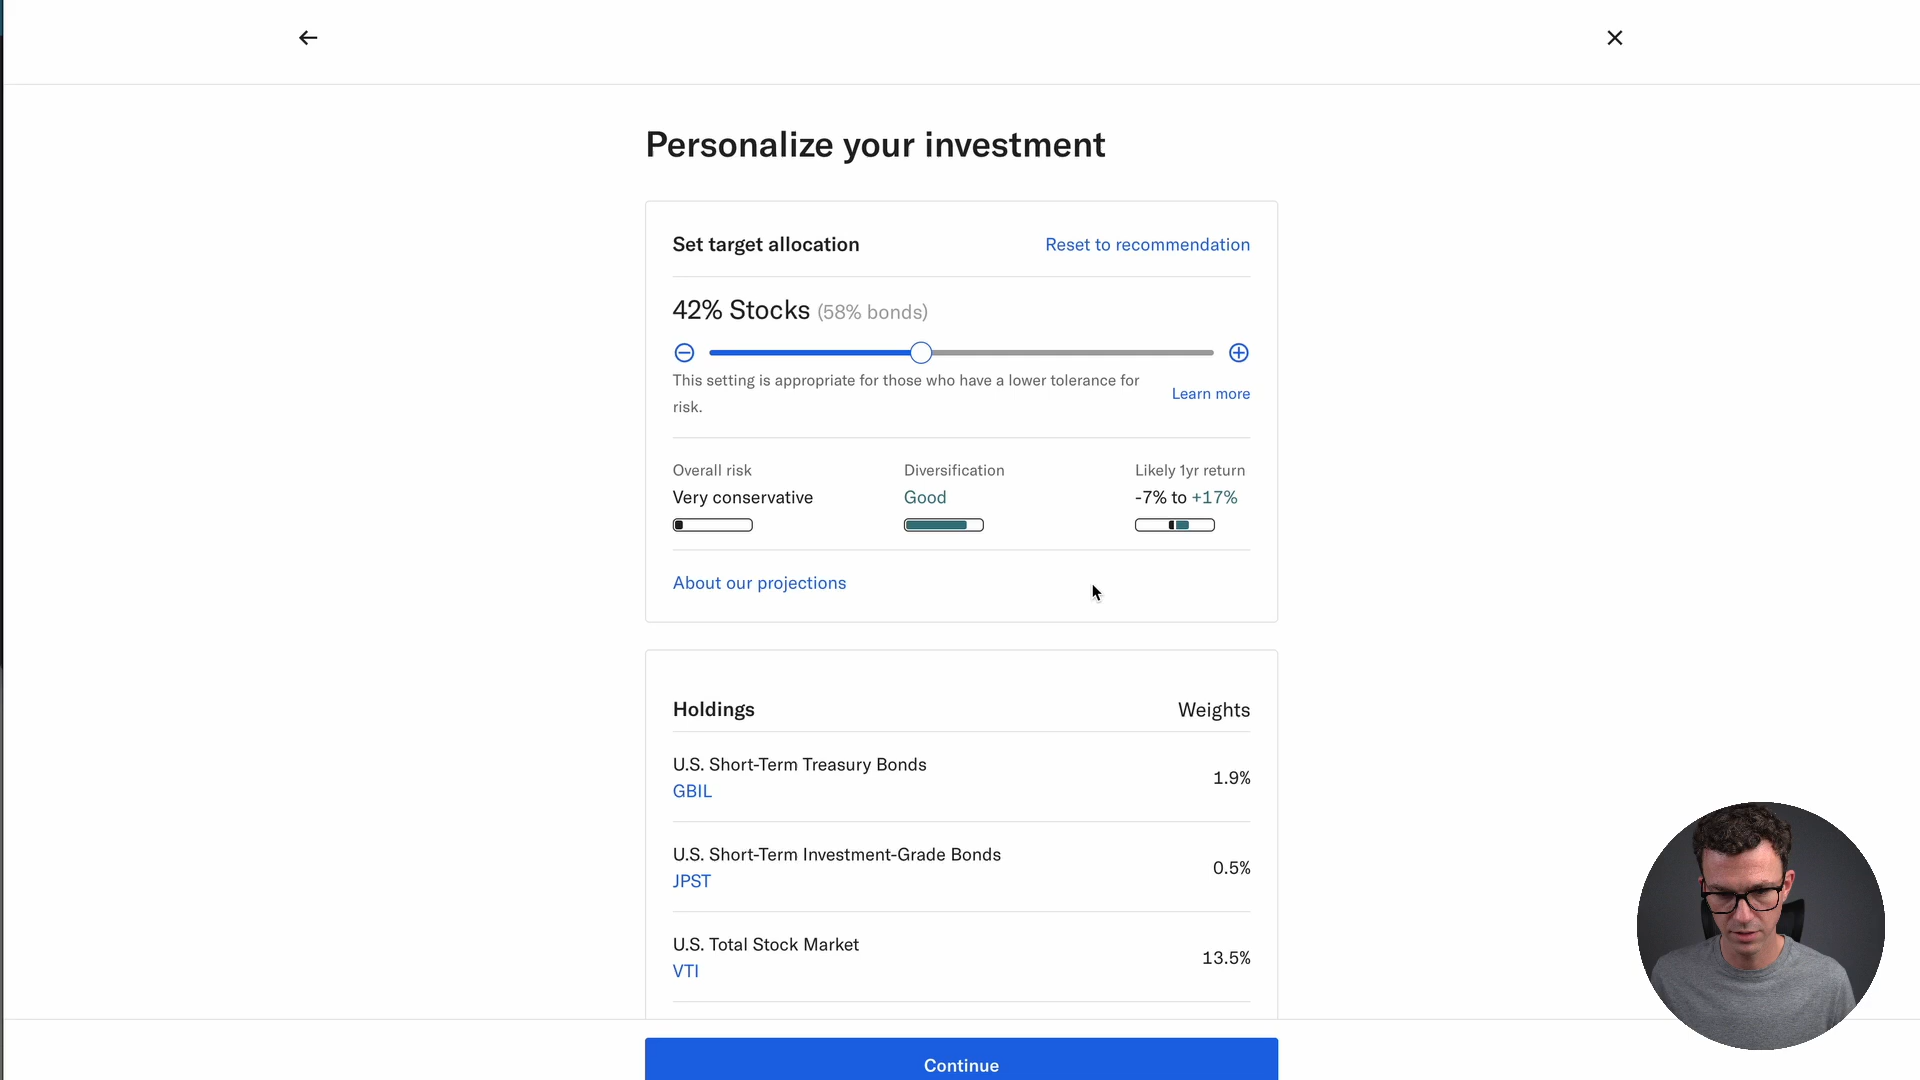 Personalize your investment
Set target allocation
Reset to recommendation
42% Stocks (58% bonds)
This setting is appropriate for those who have a lower tolerance for
risk.
Learn more
Overall risk
Very conservative
Diversification
Good
Likely 1yr return
-7% to +17%
About our projections
Holdings
Weights
U.S. Short-Term Treasury Bonds
GBIL
1.9%
U.S. Short-Term Investment-Grade Bonds
JPST
0.5%
U.S. Total Stock Market
VTI
13.5%
Continue